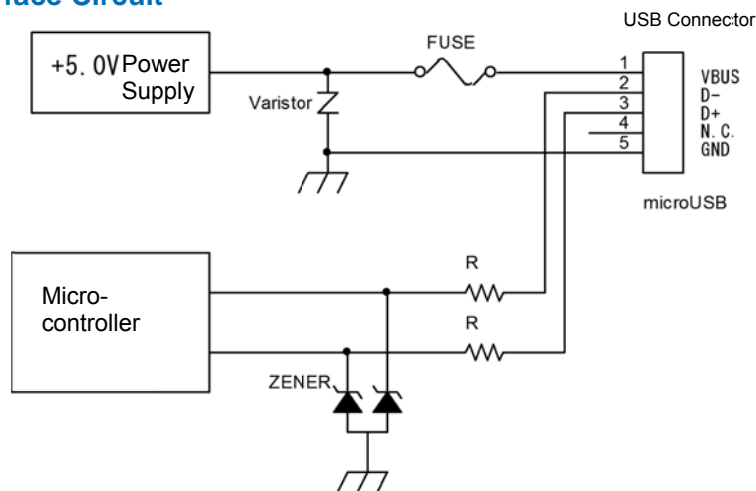 face Circuit
USB Connector
+5.0V Power
Supply
FUSE
Varistor
1
2
3
4
5
VBUS
D-
D+
N.C.
GND
microUSB
Micro-
controller
R
R
ZENER